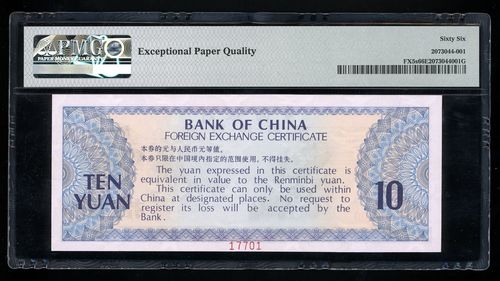 PMG
PAPER MONEY GUARANTY
Exceptional Paper Quality
Sixty Six
2073044-001
FX5s66E2073044001G
BANK OF CHINA
FOREIGN EXCHANGE CERTIFICATE
本券的元与人民币元等值。
本券只限在中国境内指定的范围使用,不得挂失。
The yuan expressed in this certificate is
equivalent in value to the Renminbi yuan.
This certificate can only be used within
China at designated places. No request to
register its loss will be accepted by the
Bank.
TEN
YUAN
10
17701